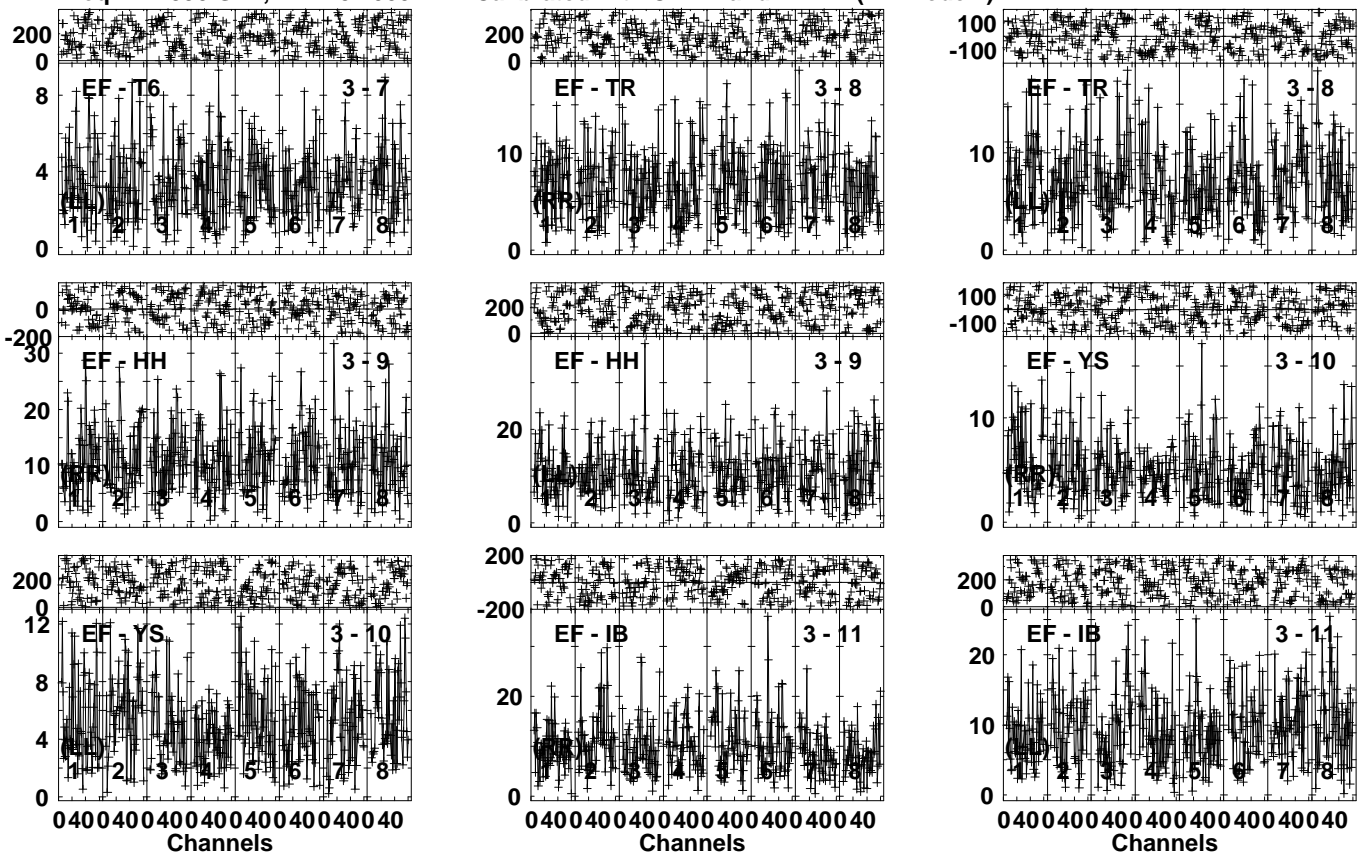 200 200 100
0 0 -100
EF - T6 3 - 7 EF - TR 3 - 8 EF - TR 3 - 8
8
4 10 10
(LL) (RR) (LL)
1 2 3 4 5 6 7 8 1 2 3 4 5 6 7 8 1 2 3 4 5 6 7 8
0 0 0
0 200 100
-200 0 -100
30 EF - HH 3 - 9 EF - HH 3 - 9 EF - YS 3 - 10
20 20 10
10
(RR) (LL) (RR)
1 2 3 4 5 6 7 8 1 2 3 4 5 6 7 8 1 2 3 4 5 6 7 8
0 0 0
200 200 200
0 -200 0
12 EF - YS 3 - 10 EF - IB 3 - 11 EF - IB 3 - 11
8 20 20
4 10
(LL) (RR) (LL)
1 2 3 4 5 6 7 8 1 2 3 4 5 6 7 8 1 2 3 4 5 6 7 8
0 0 0
0 40 0 40 0 40 0 40 0 40 0 40 0 40 0 40 0 40 0 40 0 40 0 40 0 40 0 40 0 40 0 40 0 40 0 40 0 40 0 40 0 40 0 40 0 40 0 40
Channels Channels Channels